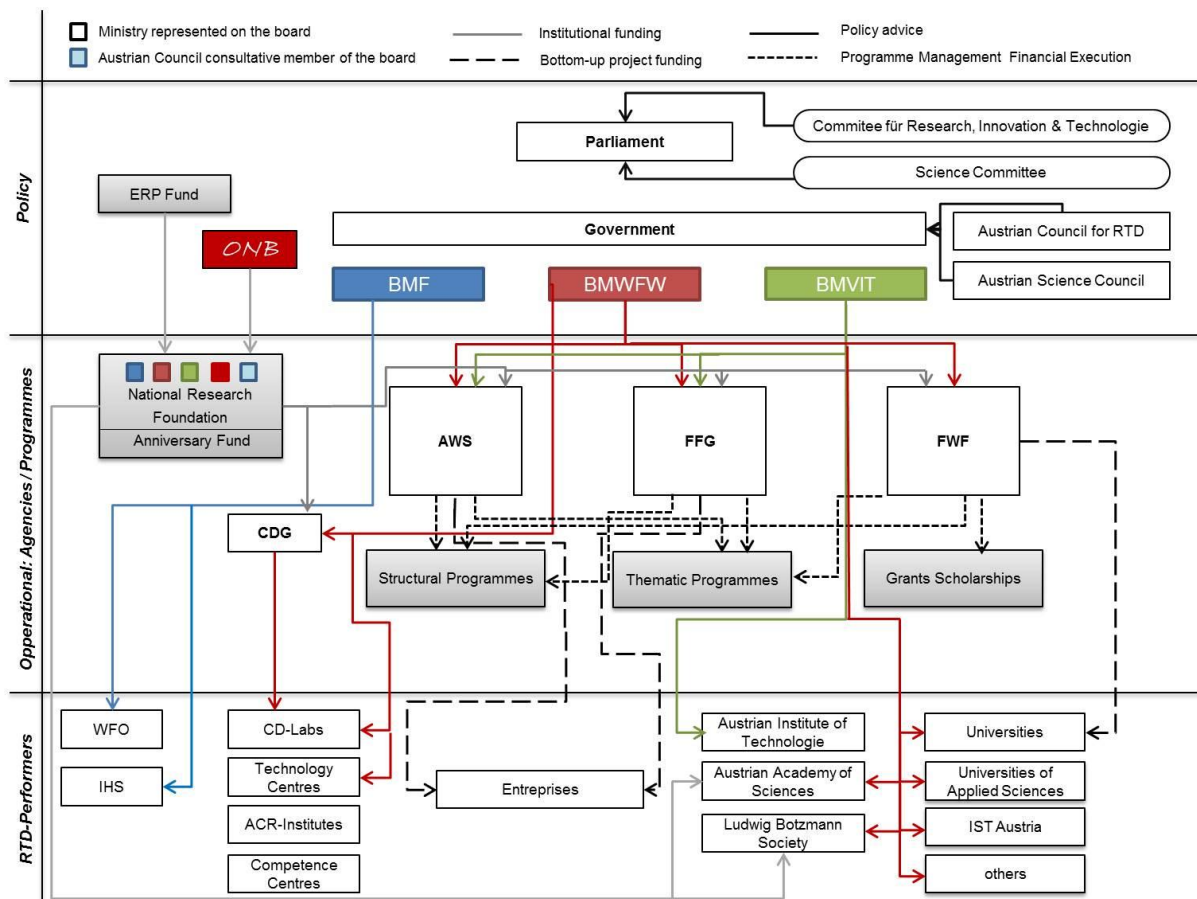 Ministry represented on the board
Institutional funding
Policy advice
Austrian Council consultative member of the board
Bottom-up project funding
Programme Management Financial Execution
Policy
Commitee für Research, Innovation & Technologie
Parliament
Science Committee
ERP Fund
ONB
Government
Austrian Council for RTD
Austrian Science Council
BMF
BMWFW
BMVIT
Opperational: Agencies / Programmes
National Research
Foundation
Anniversary Fund
AWS
FFG
FWF
CDG
Structural Programmes
Thematic Programmes
Grants Scholarships
RTD-Performers
WFO
CD-Labs
Austrian Institute of
Technologie
Universities
IHS
Technology
Centres
Entreprises
Austrian Academy of
Sciences
Universities of
Applied Sciences
ACR-Institutes
Ludwig Botzmann
Society
IST Austria
Competence
Centres
others